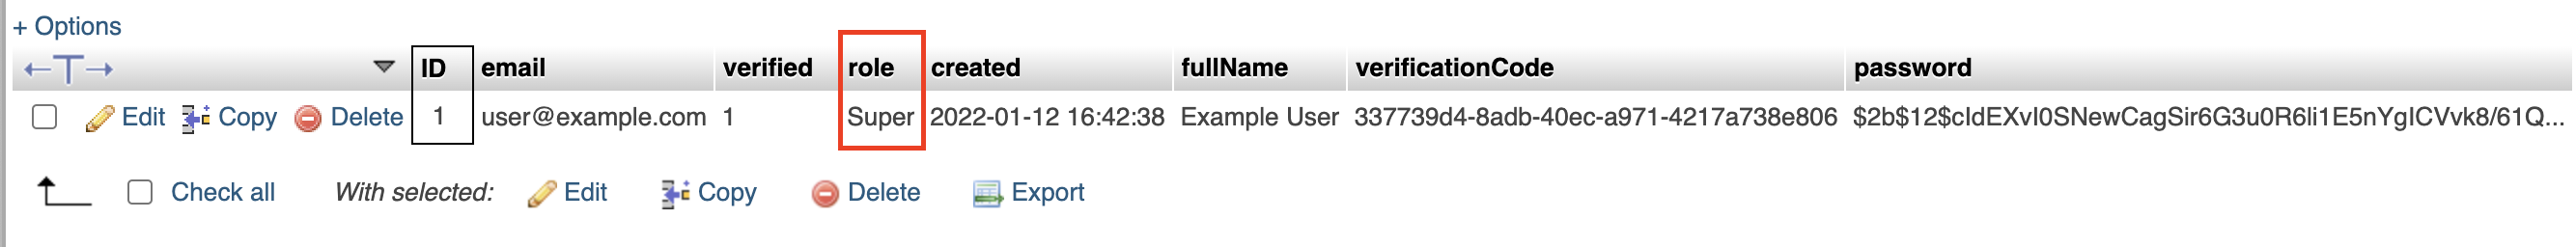 + Options
ID email verified role created fullName verificationCode password
Edit Copy Delete 1 user@example.com 1 Super 2022-01-12 16:42:38 Example User 337739d4-8adb-40ec-a971-4217a738e806 $2b$12$cIdEXvI0SNewCagSir6G3u0R6li1E5nYgICVvk8/61Q...
Check all With selected: Edit Copy Delete Export